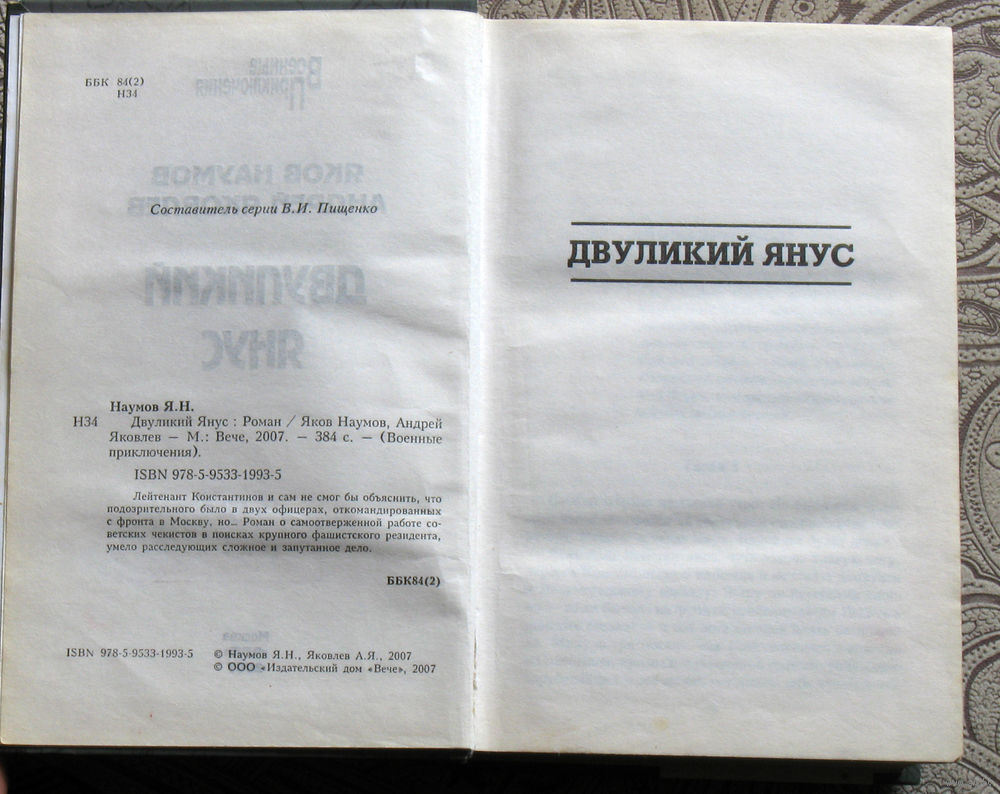 ББК 84(2)
Н34
Составитель серии В.И. Пищенко
Наумов Я.Н.
Н34 Двуликий Янус : Роман / Яков Наумов, Андрей
Яковлев — М.: Вече, 2007. — 384 с. — (Военные
приключения).
ISBN 978-5-9533-1993-5
Лейтенант Константинов и сам не смог бы объяснить, что
подозрительного было в двух офицерах, откомандированных
с фронта в Москву, но... Роман о самоотверженной работе со-
ветских чекистов в поисках крупного фашистского резидента,
умело расследующих сложное и запутанное дело.
ББК84(2)
ISBN 978-5-9533-1993-5
© Наумов Я.Н., Яковлев А.Я., 2007
© ООО «Издательский дом «Вече», 2007
ДВУЛИКИЙ ЯНУС